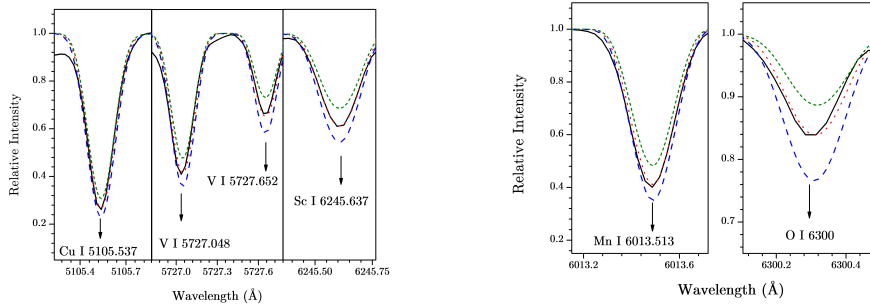 Relative Intensity
1.0
0.8
0.6
0.4
0.2
Cu I 5105.537
V I 5727.048
V I 5727.652
Sc I 6245.637
5105.4
5105.7
5727.0
5727.3
5727.6
6245.50
6245.75
Wavelength (Å)
Relative Intensity
1.0
0.8
0.6
0.4
0.2
Mn I 6013.513
6013.2
6013.6
1.0
0.9
0.8
0.7
O I 6300
6300.2
6300.4
Wavelength (Å)